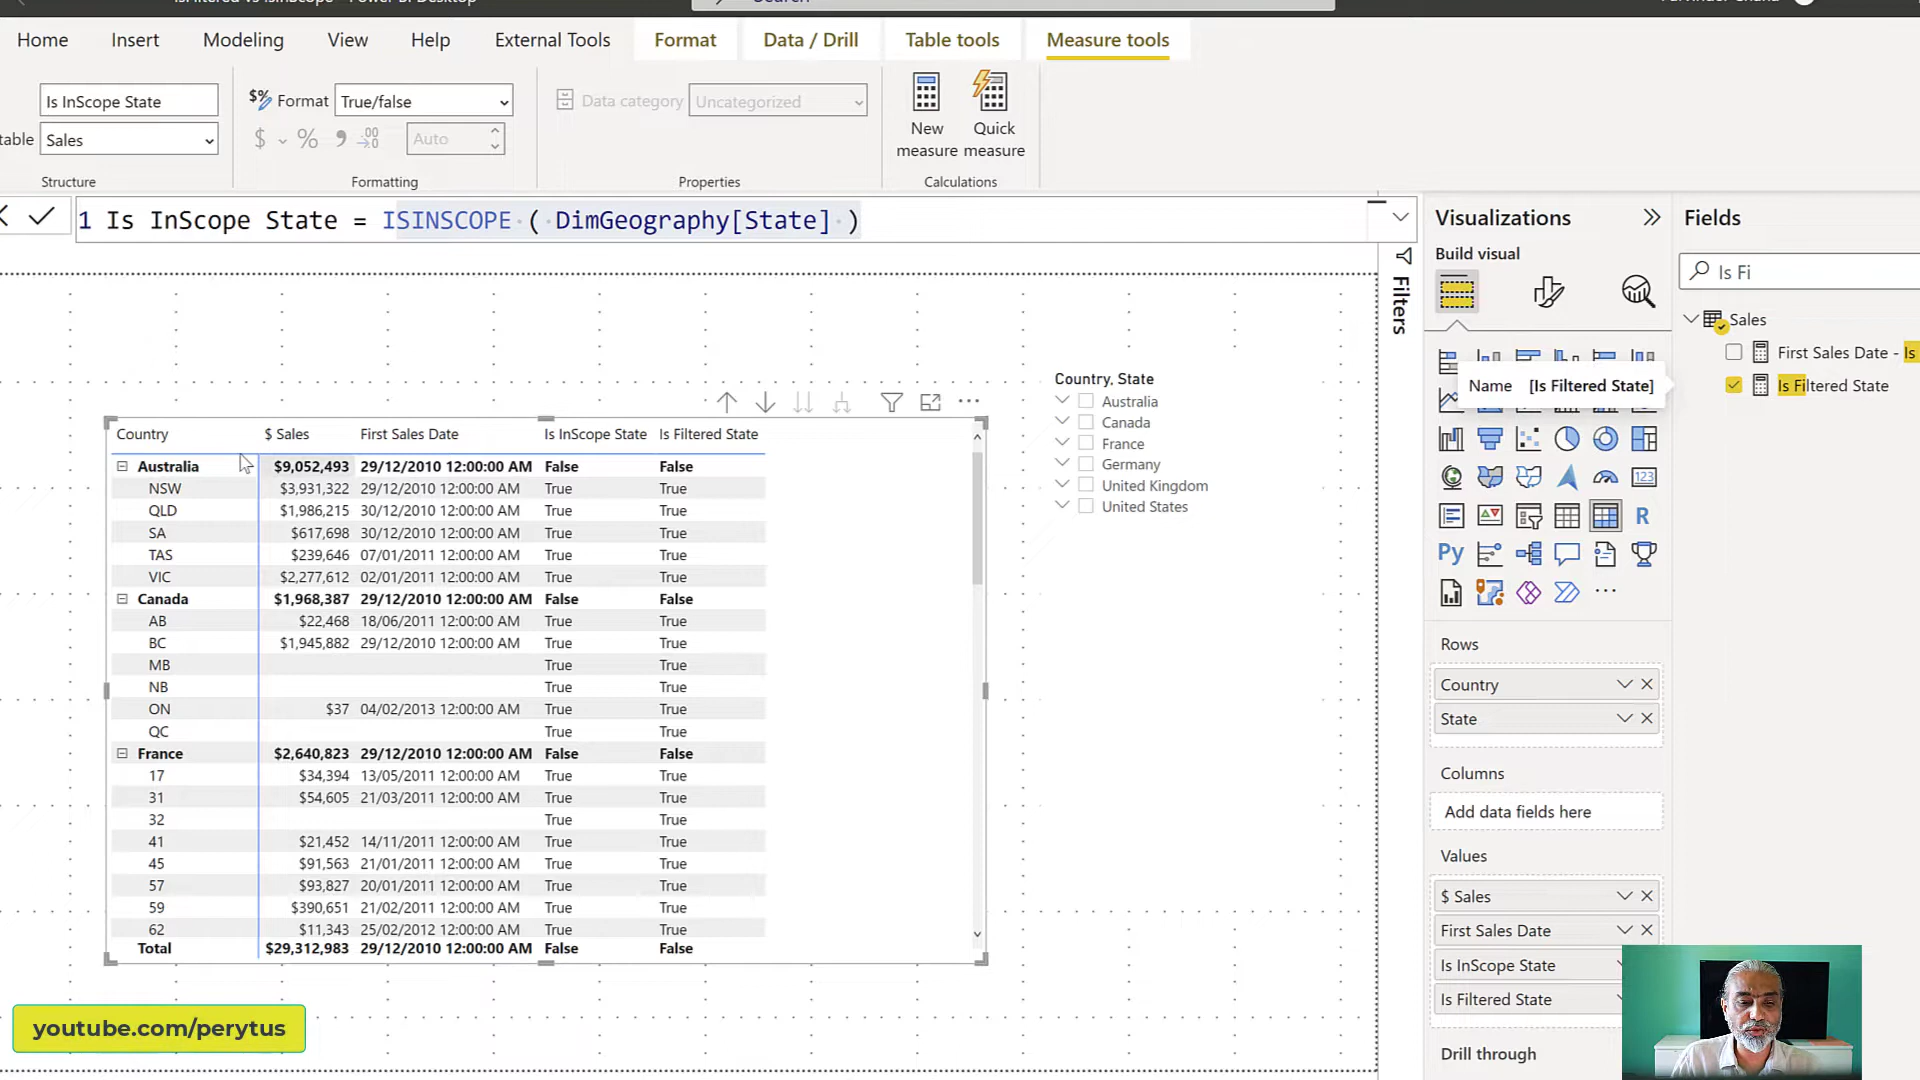 Home
Insert
Modeling
View
Help
External Tools
Format
Data / Drill
Table tools
Measure tools
Is InScope State
Format
True/false
Data category
Uncategorized
table
Sales
$
%
Auto
New measure
Quick measure
Structure
Formatting
Properties
Calculations
1 Is InScope State = ISINSCOPE ( DimGeography[State] )
Visualizations
Fields
Build visual
Filters
Is Fi
Sales
First Sales Date - Is
Name [Is Filtered State]
Is Filtered State
Country, State
Australia
Canada
France
Germany
United Kingdom
United States
Country $ Sales First Sales Date Is InScope State Is Filtered State
Australia $9,052,493 29/12/2010 12:00:00 AM False False
NSW $3,931,322 29/12/2010 12:00:00 AM True True
QLD $1,986,215 30/12/2010 12:00:00 AM True True
SA $617,698 30/12/2010 12:00:00 AM True True
TAS $239,646 07/01/2011 12:00:00 AM True True
VIC $2,277,612 02/01/2011 12:00:00 AM True True
Canada $1,968,387 29/12/2010 12:00:00 AM False False
AB $22,468 18/06/2011 12:00:00 AM True True
BC $1,945,882 29/12/2010 12:00:00 AM True True
MB True True
NB True True
ON $37 04/02/2013 12:00:00 AM True True
QC True True
France $2,640,823 29/12/2010 12:00:00 AM False False
17 $34,394 13/05/2011 12:00:00 AM True True
31 $54,605 21/03/2011 12:00:00 AM True True
32 True True
41 $21,452 14/11/2011 12:00:00 AM True True
45 $91,563 21/01/2011 12:00:00 AM True True
57 $93,827 20/01/2011 12:00:00 AM True True
59 $390,651 21/02/2011 12:00:00 AM True True
62 $11,343 25/02/2012 12:00:00 AM True True
Total $29,312,983 29/12/2010 12:00:00 AM False False
123
R
Py
Rows
Country
State
Columns
Add data fields here
Values
$ Sales
First Sales Date
Is InScope State
Is Filtered State
Drill through
youtube.com/perytus